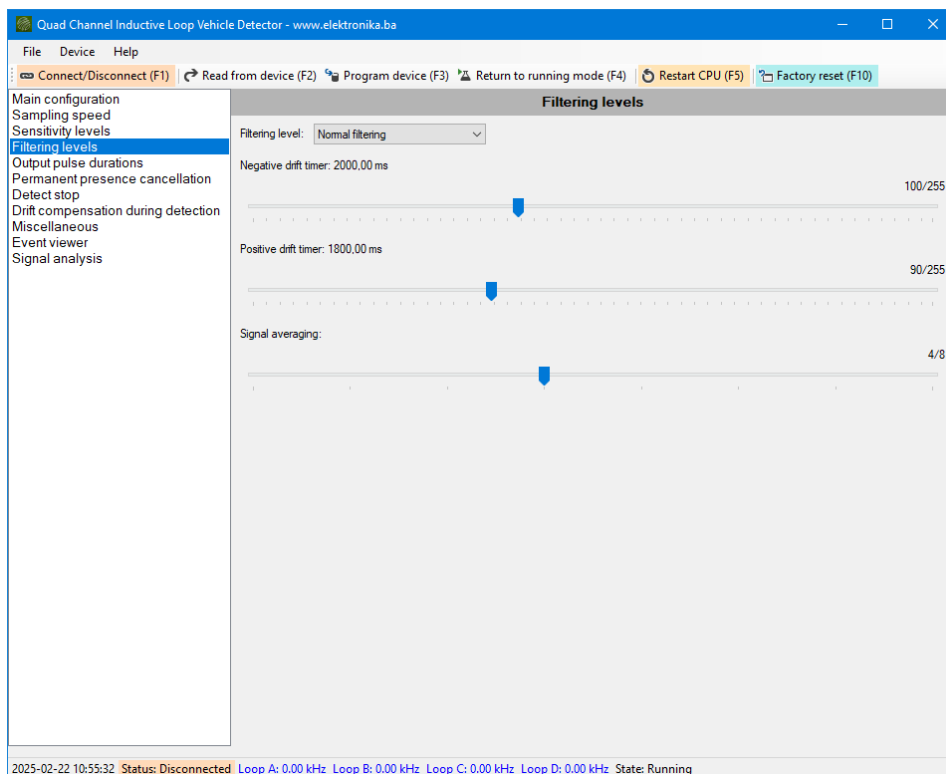 Quad Channel Inductive Loop Vehicle Detector - www.elektronika.ba
File Device Help
Connect/Disconnect (F1) Read from device (F2) Program device (F3) Return to running mode (F4) Restart CPU (F5) Factory reset (F10)
Main configuration
Sampling speed
Sensitivity levels
Filtering levels
Output pulse durations
Permanent presence cancellation
Detect stop
Drift compensation during detection
Miscellaneous
Event viewer
Signal analysis
Filtering levels
Filtering level: Normal filtering
Negative drift timer: 2000,00 ms
100/255
Positive drift timer: 1800,00 ms
90/255
Signal averaging:
4/8
2025-02-22 10:55:32 Status: Disconnected Loop A: 0.00 kHz Loop B: 0.00 kHz Loop C: 0.00 kHz Loop D: 0.00 kHz State: Running